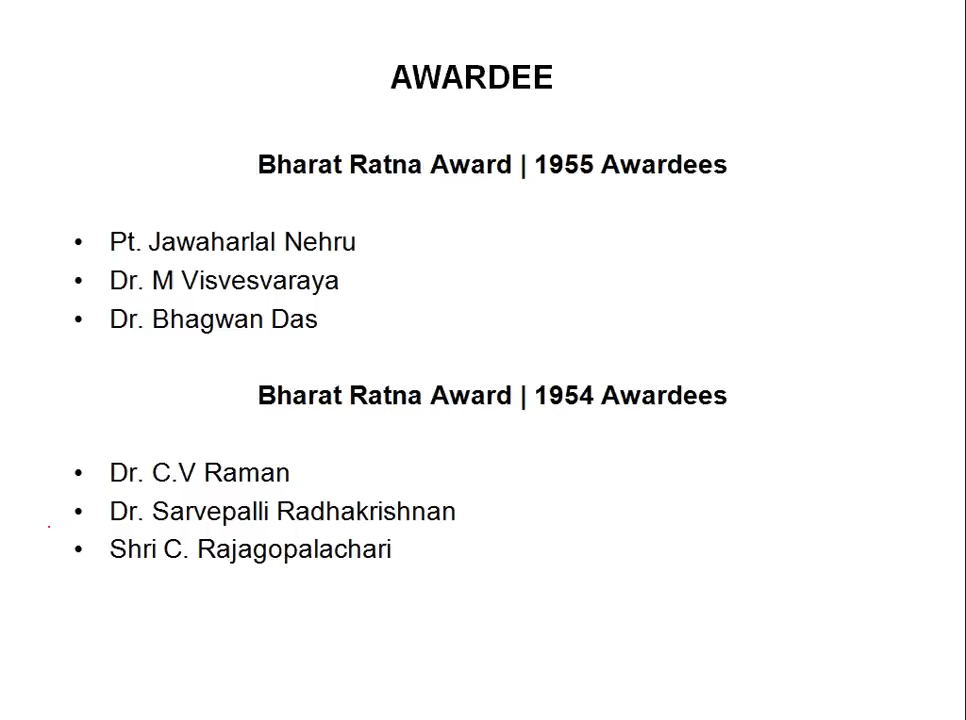 AWARDEE
Bharat Ratna Award | 1955 Awardees
• Pt. Jawaharlal Nehru
• Dr. M Visvesvaraya
• Dr. Bhagwan Das
Bharat Ratna Award | 1954 Awardees
• Dr. C.V Raman
• Dr. Sarvepalli Radhakrishnan
• Shri C. Rajagopalachari